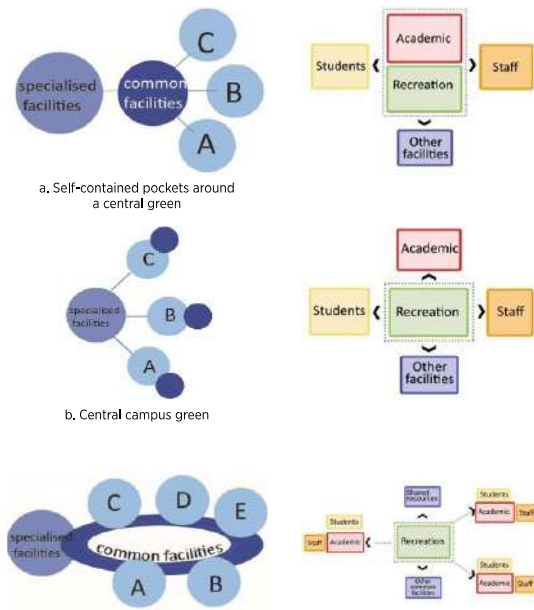 C
specialised
facilities
common
facilities
B
A
Academic
Students
Recreation
Staff
Other
facilities
a. Self-contained pockets around
a central green
C
specialised
facilities
B
A
Academic
Students
Recreation
Staff
Other
facilities
b. Central campus green
C
D
E
specialised
facilities
common facilities
A
B
Shared
resources
Students
Academic
Staff
Students
Staff
Academic
Recreation
Other
common
facilities
Students
Academic
Staff